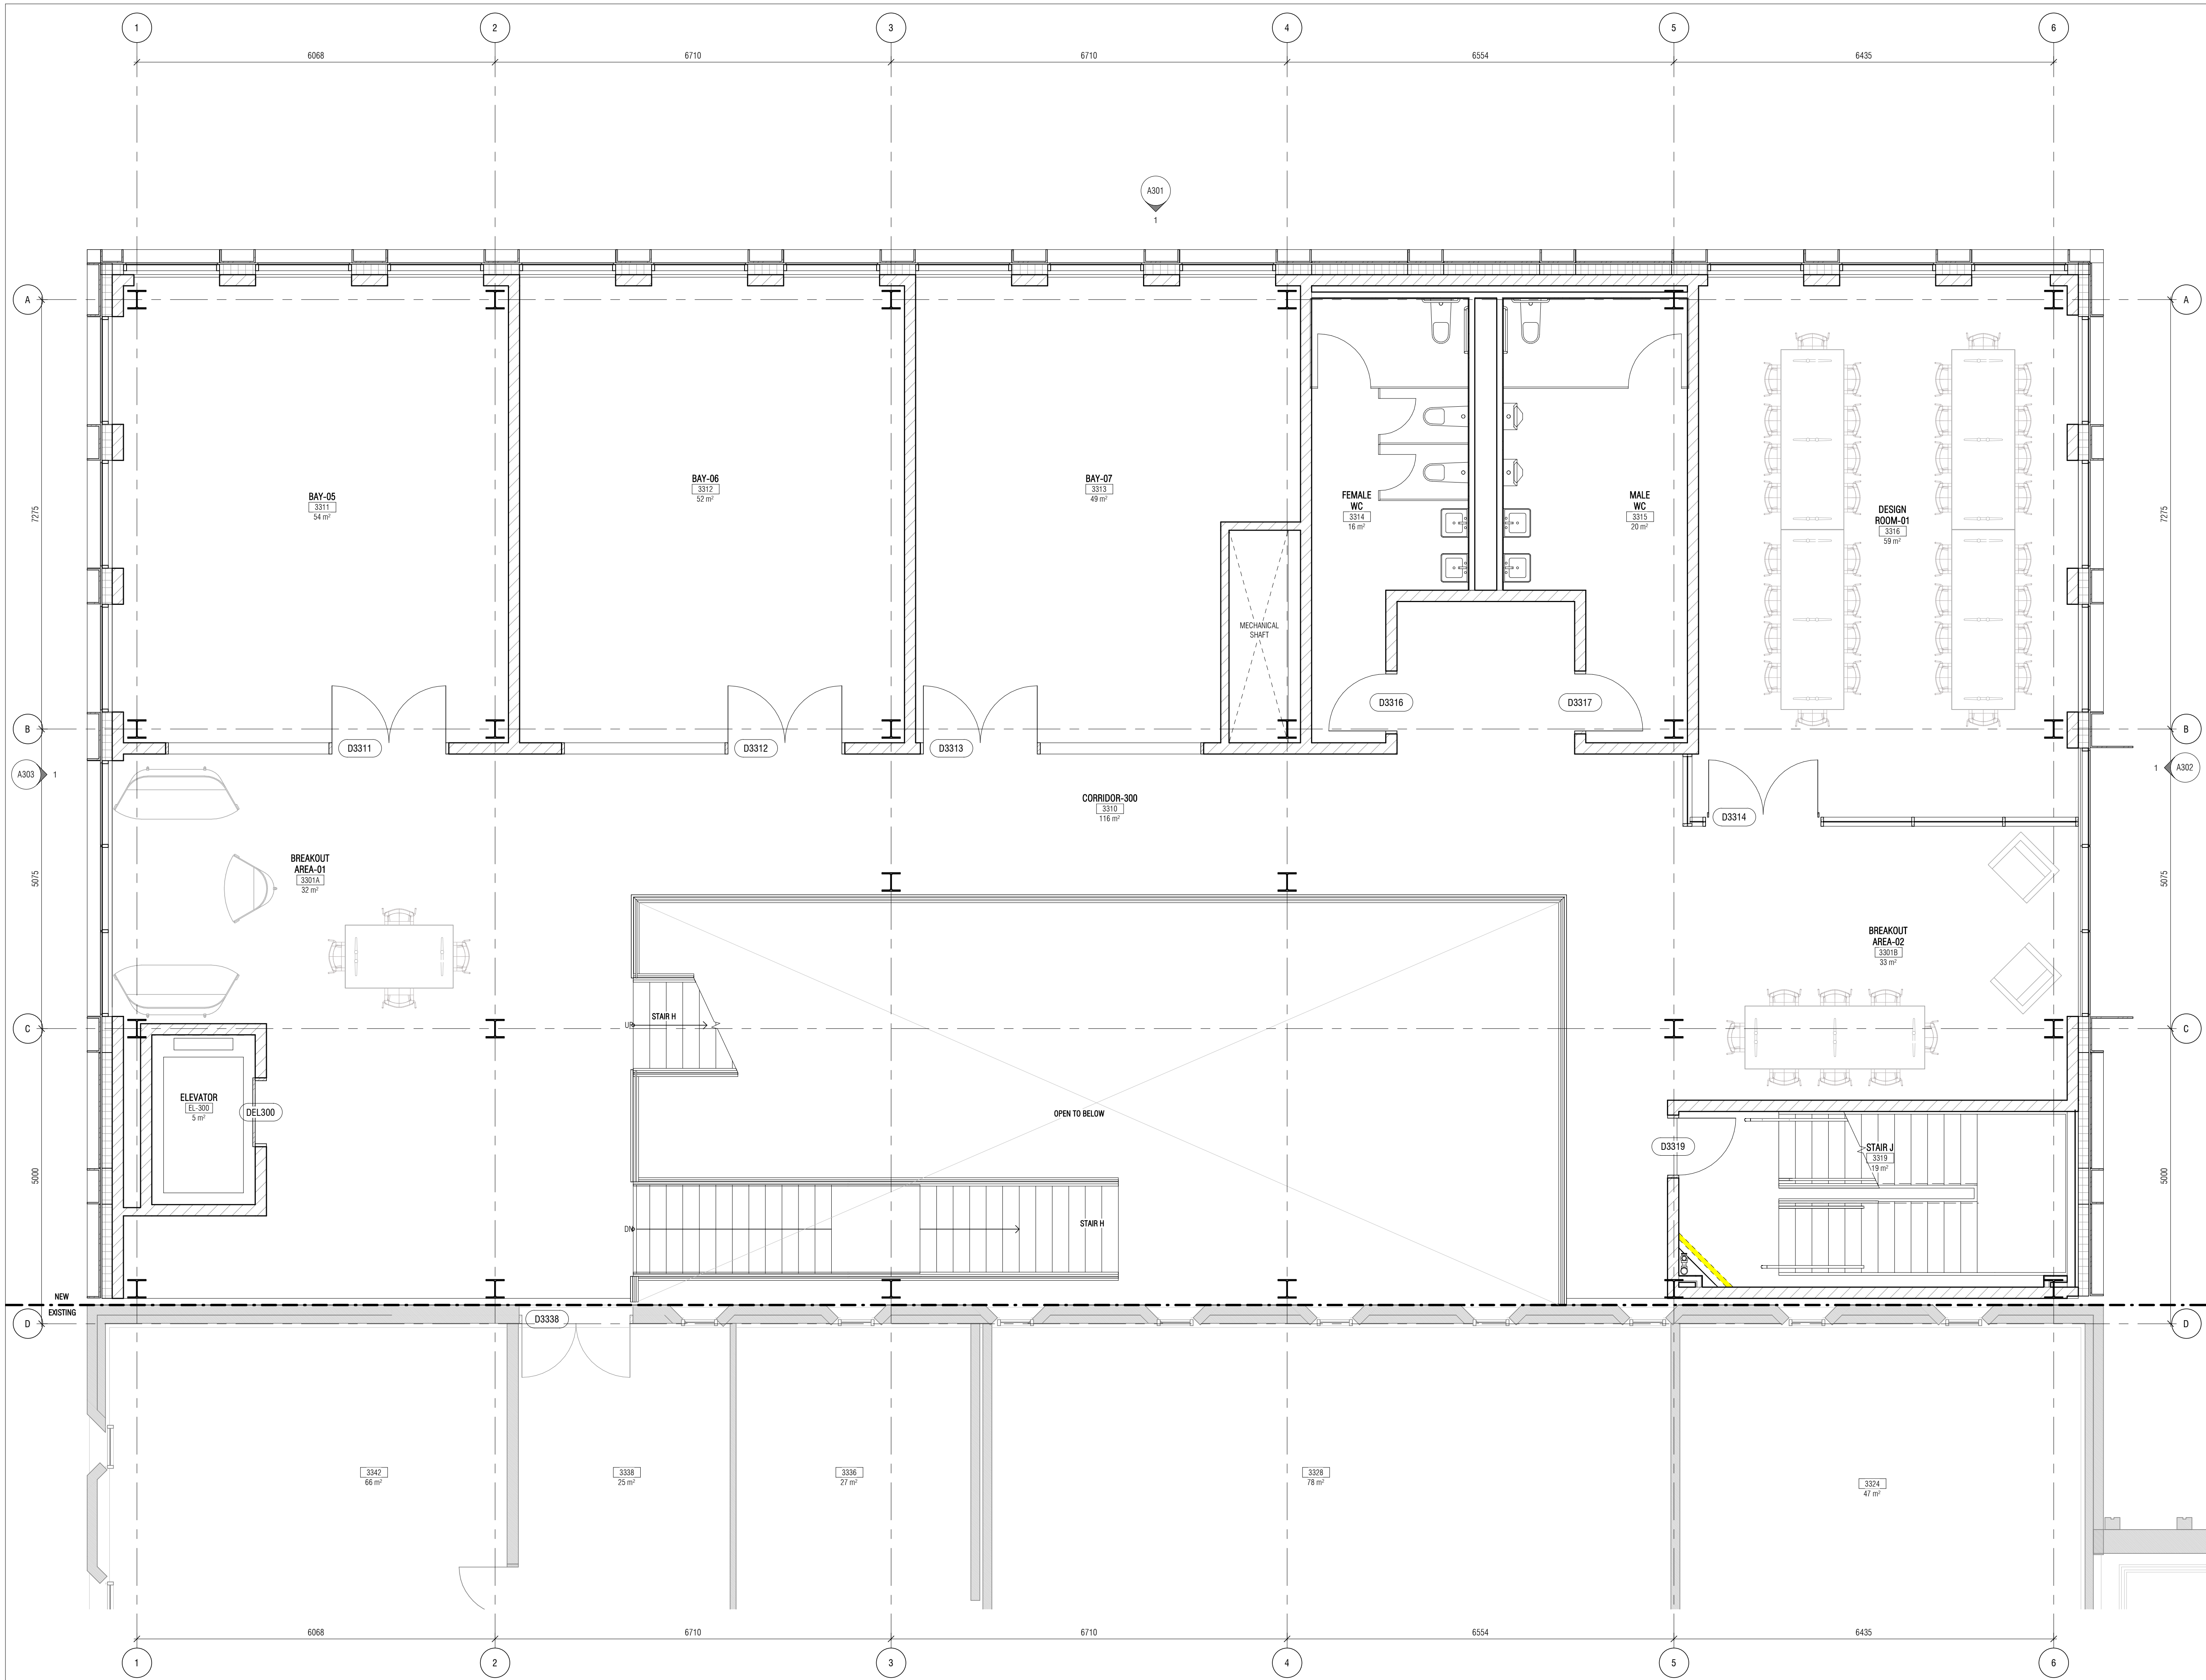 1 2 3 4 5 6
6068 6710 6710 6554 6435
A301
1
A A
7275 7275
BAY-05
3311
54 m²
BAY-06
3312
52 m²
BAY-07
3313
49 m²
FEMALE
WC
3314
16 m²
MALE
WC
3315
20 m²
DESIGN
ROOM-01
3316
59 m²
MECHANICAL
SHAFT
D3316 D3317
B B
D3311 D3312 D3313
A303 1
1 A302
CORRIDOR-300
3310
116 m²
D3314
5075 5075
BREAKOUT
AREA-01
3301A
32 m²
BREAKOUT
AREA-02
3301B
33 m²
C C
UP
STAIR H
ELEVATOR
EL-300
5 m²
DEL300
OPEN TO BELOW
D3319
STAIR J
3319
19 m²
5000 5000
DN
STAIR H
NEW
EXISTING
D D
D3338
3342
66 m²
3338
25 m²
3336
27 m²
3328
78 m²
3324
47 m²
6068 6710 6710 6554 6435
1 2 3 4 5 6